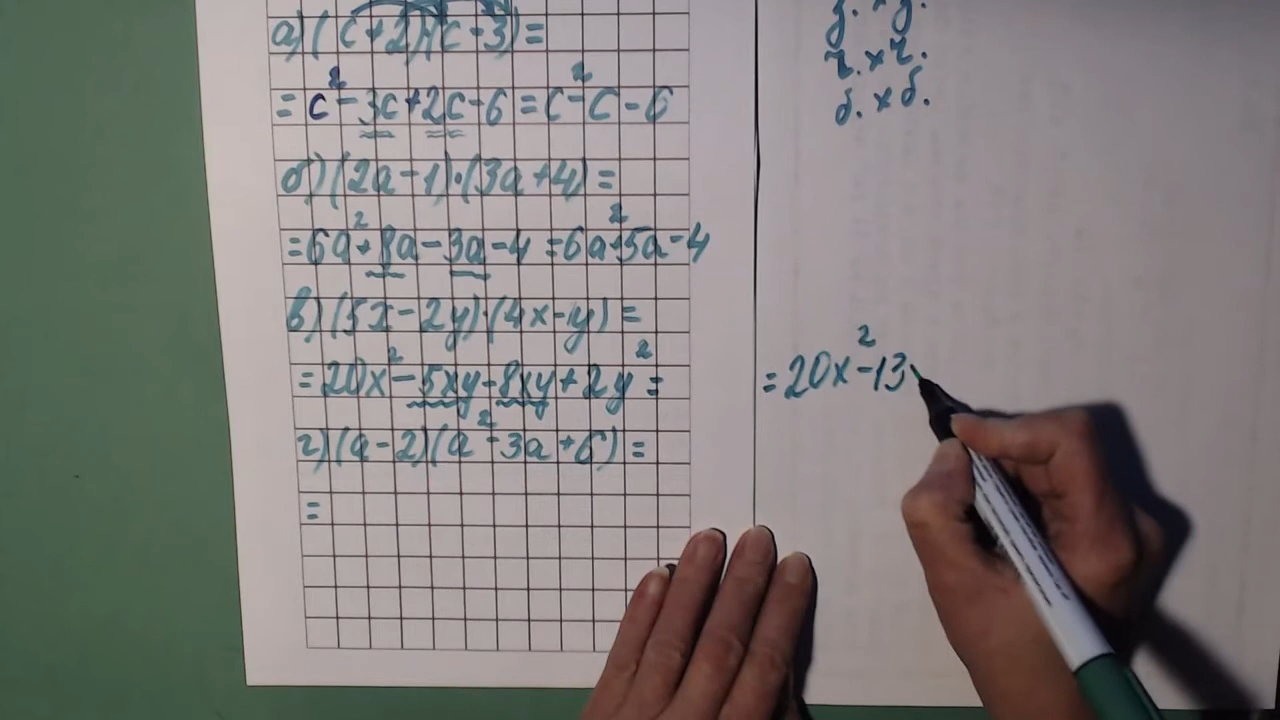 а) (c+2)·(c-3)=
= c²-3c+2c-6=c²-c-6
б) (2a-1)·(3a+4)=
=6a²+8a-3a-4=6a²+5a-4
в) (5x-2y)·(4x-y)=
=20x²-5xy-8xy+2y²=
г) (a-2)(a²-3a+6)=
=
ч. × ч.
б. × б.
=20x²-13